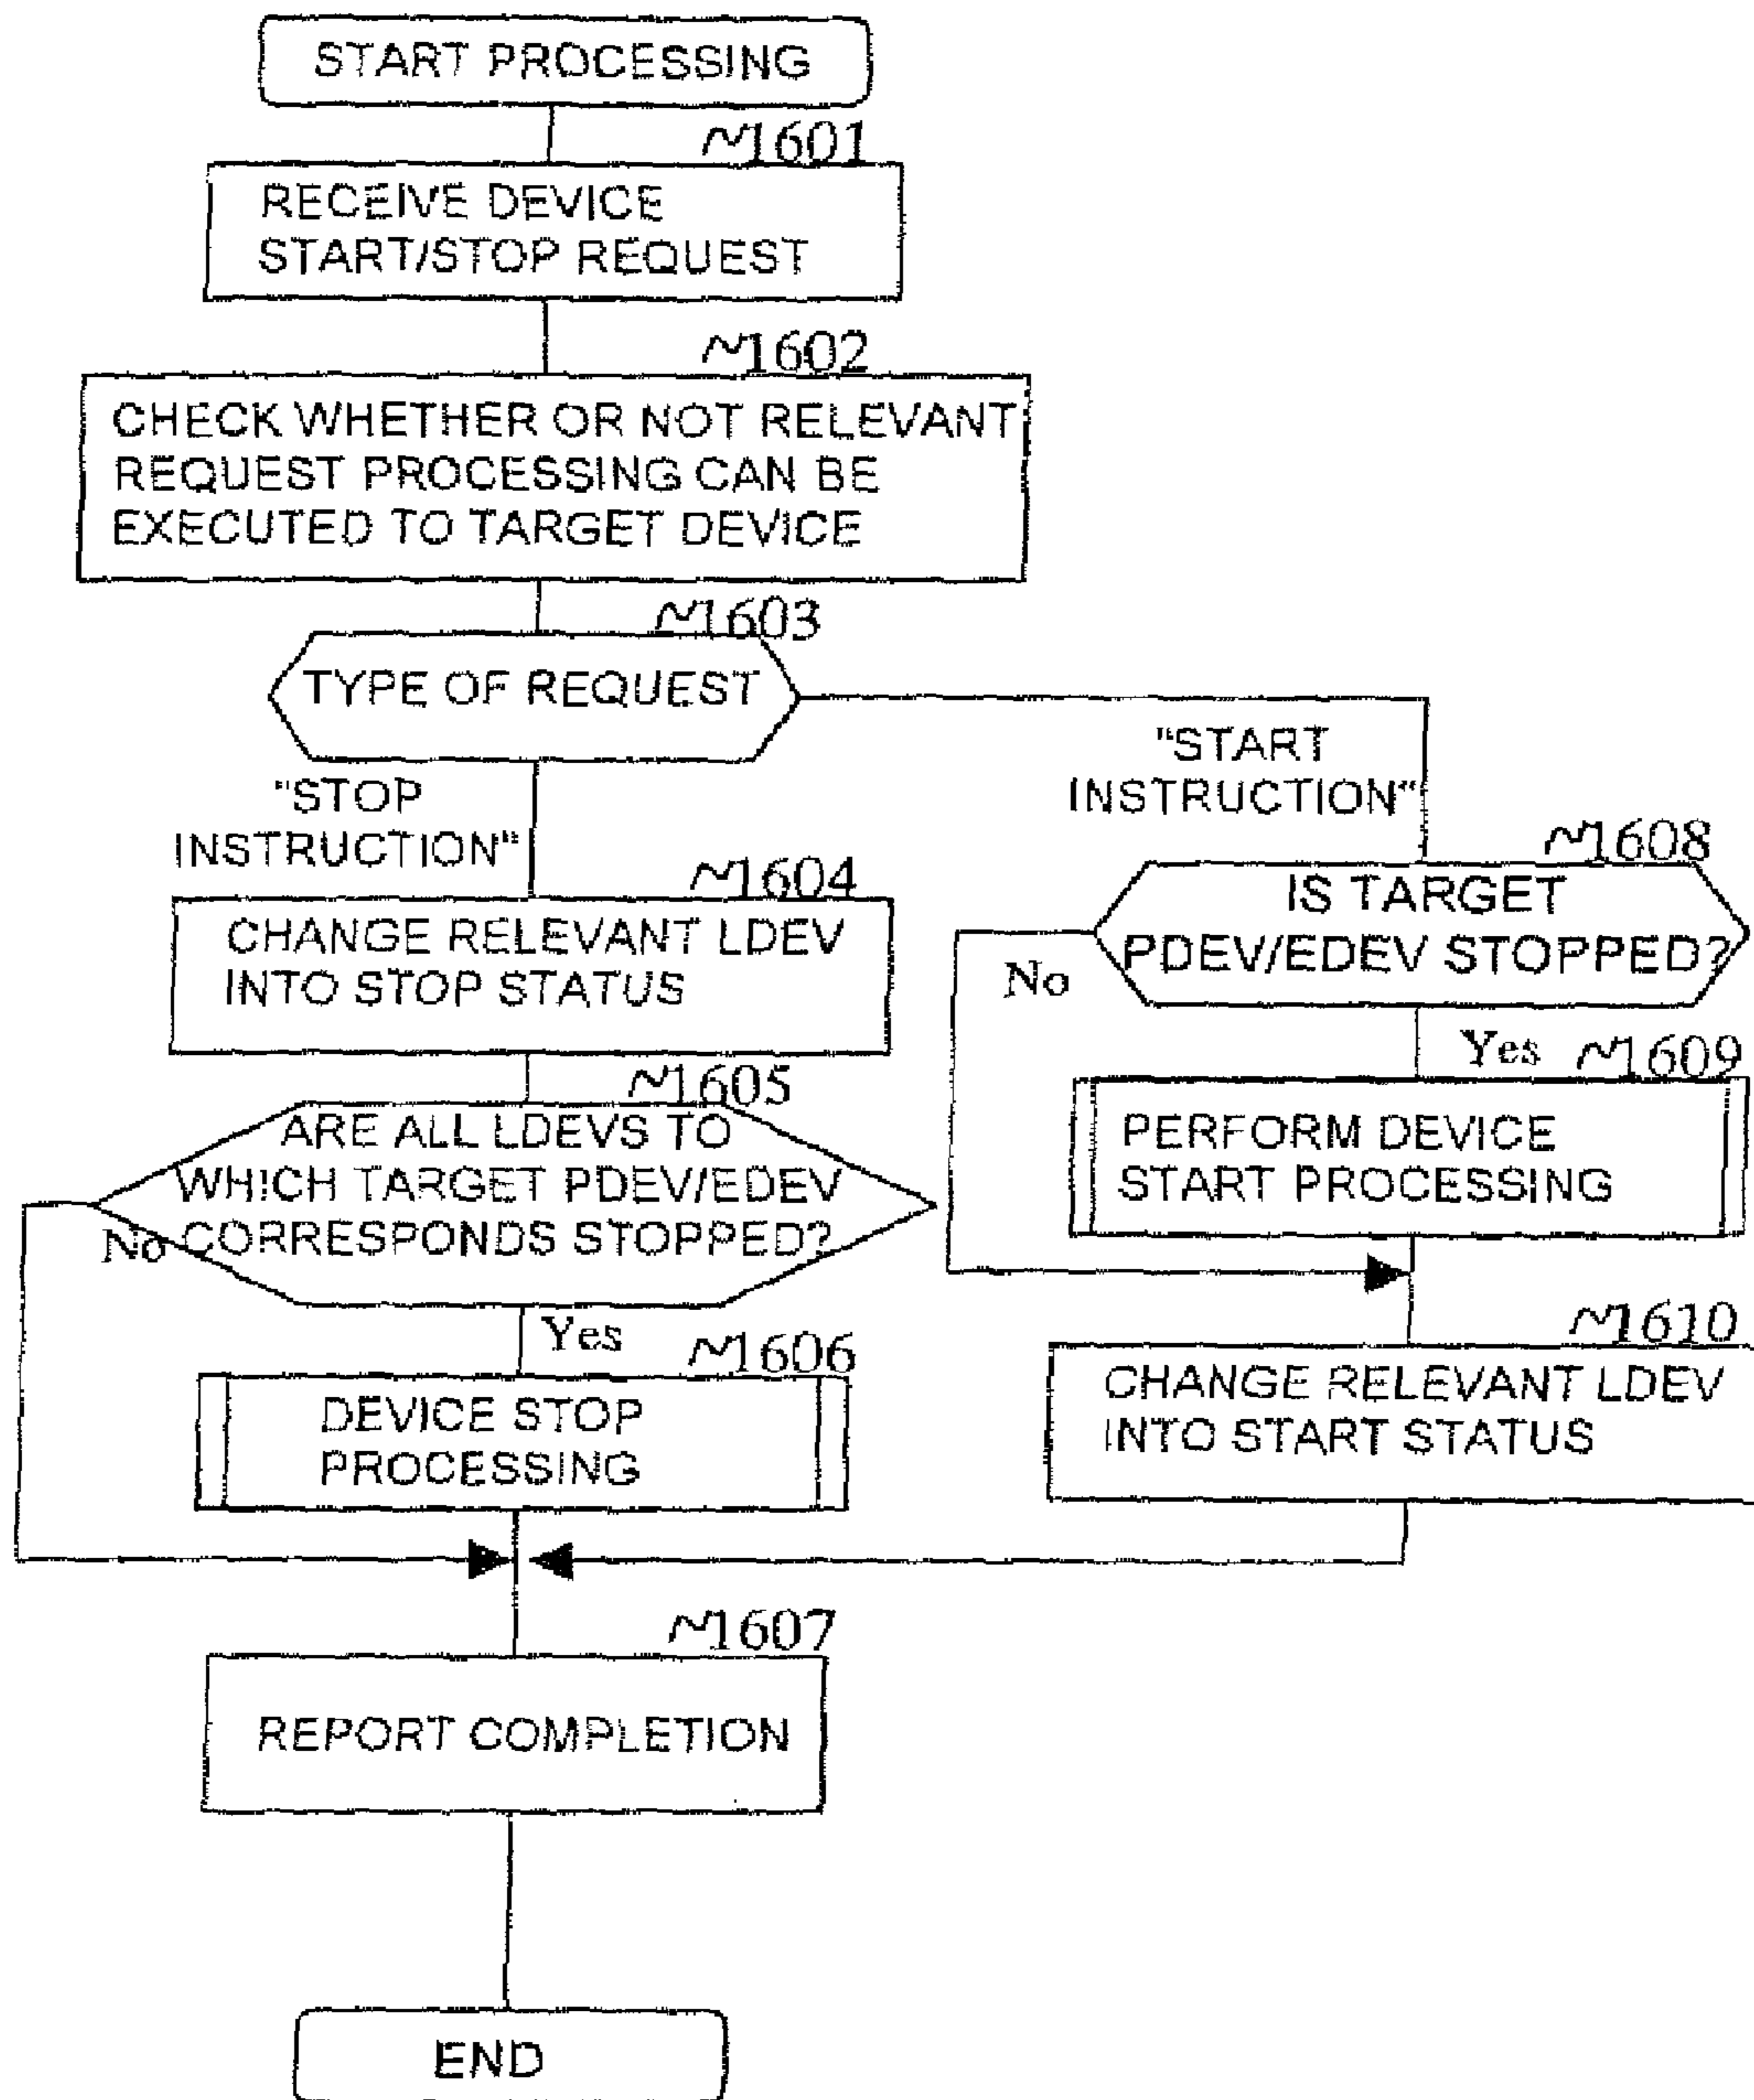 START PROCESSING
~1601
RECEIVE DEVICE
START/STOP REQUEST
~1602
CHECK WHETHER OR NOT RELEVANT
REQUEST PROCESSING CAN BE
EXECUTED TO TARGET DEVICE
~1603
TYPE OF REQUEST
"STOP
INSTRUCTION"
~1604
CHANGE RELEVANT LDEV
INTO STOP STATUS
~1605
ARE ALL LDEVS TO
WHICH TARGET PDEV/EDEV
CORRESPONDS STOPPED?
No
Yes
~1606
DEVICE STOP
PROCESSING
"START
INSTRUCTION"
~1608
IS TARGET
PDEV/EDEV STOPPED?
No
Yes
~1609
PERFORM DEVICE
START PROCESSING
~1610
CHANGE RELEVANT LDEV
INTO START STATUS
~1607
REPORT COMPLETION
END